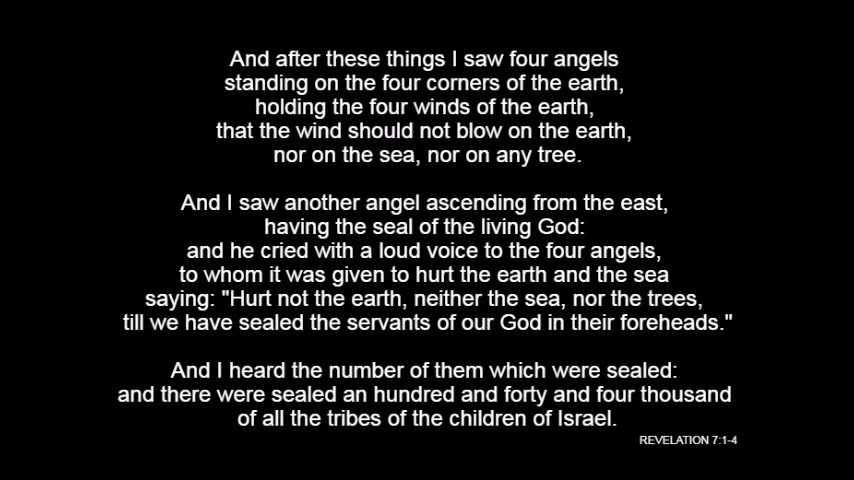 And after these things I saw four angels
standing on the four corners of the earth,
holding the four winds of the earth,
that the wind should not blow on the earth,
nor on the sea, nor on any tree.
And I saw another angel ascending from the east,
having the seal of the living God:
and he cried with a loud voice to the four angels,
to whom it was given to hurt the earth and the sea
saying: "Hurt not the earth, neither the sea, nor the trees,
till we have sealed the servants of our God in their foreheads."
And I heard the number of them which were sealed:
and there were sealed an hundred and forty and four thousand
of all the tribes of the children of Israel.
REVELATION 7:1-4